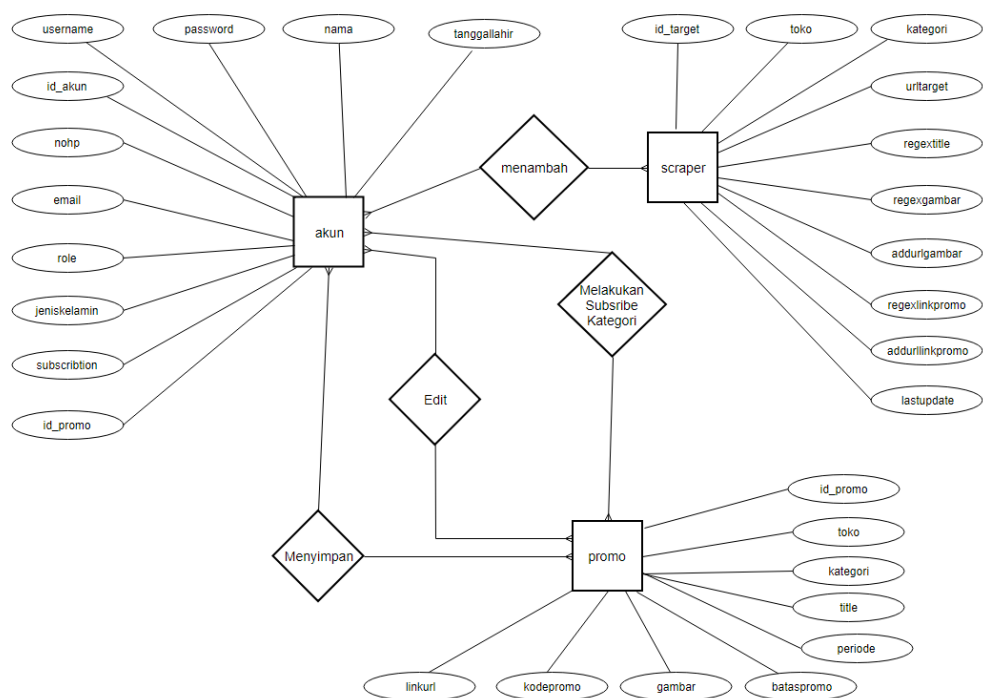 username
password
nama
tanggallahir
id_target
toko
kategori
id_akun
urltarget
nohp
regextitle
menambah
scraper
email
regexgambar
akun
role
addurlgambar
Melakukan
Subsribe
Kategori
jeniskelamin
regexlinkpromo
subscribtion
addurllinkpromo
Edit
lastupdate
id_promo
id_promo
toko
Menyimpan
promo
kategori
title
periode
linkurl
kodepromo
gambar
bataspromo